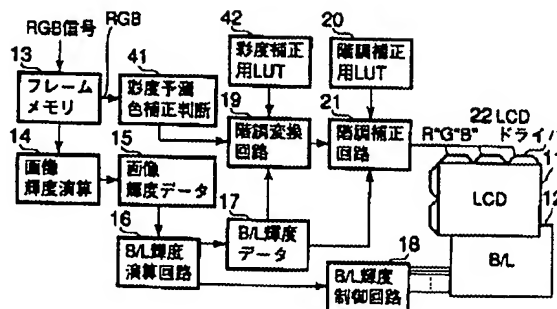 RGB信号
RGB
13
フレーム
メモリ
41
彩度予測
色補正判断
42
彩度補正
用LUT
20
階調補正
用LUT
19
階調変換
回路
21
階調補正
回路
22 LCD
ドライバ
R"G"B"
11
LCD
12
B/L
14
画像
輝度演算
15
画像
輝度データ
16
B/L輝度
演算回路
17
B/L輝度
データ
18
B/L輝度
制御回路